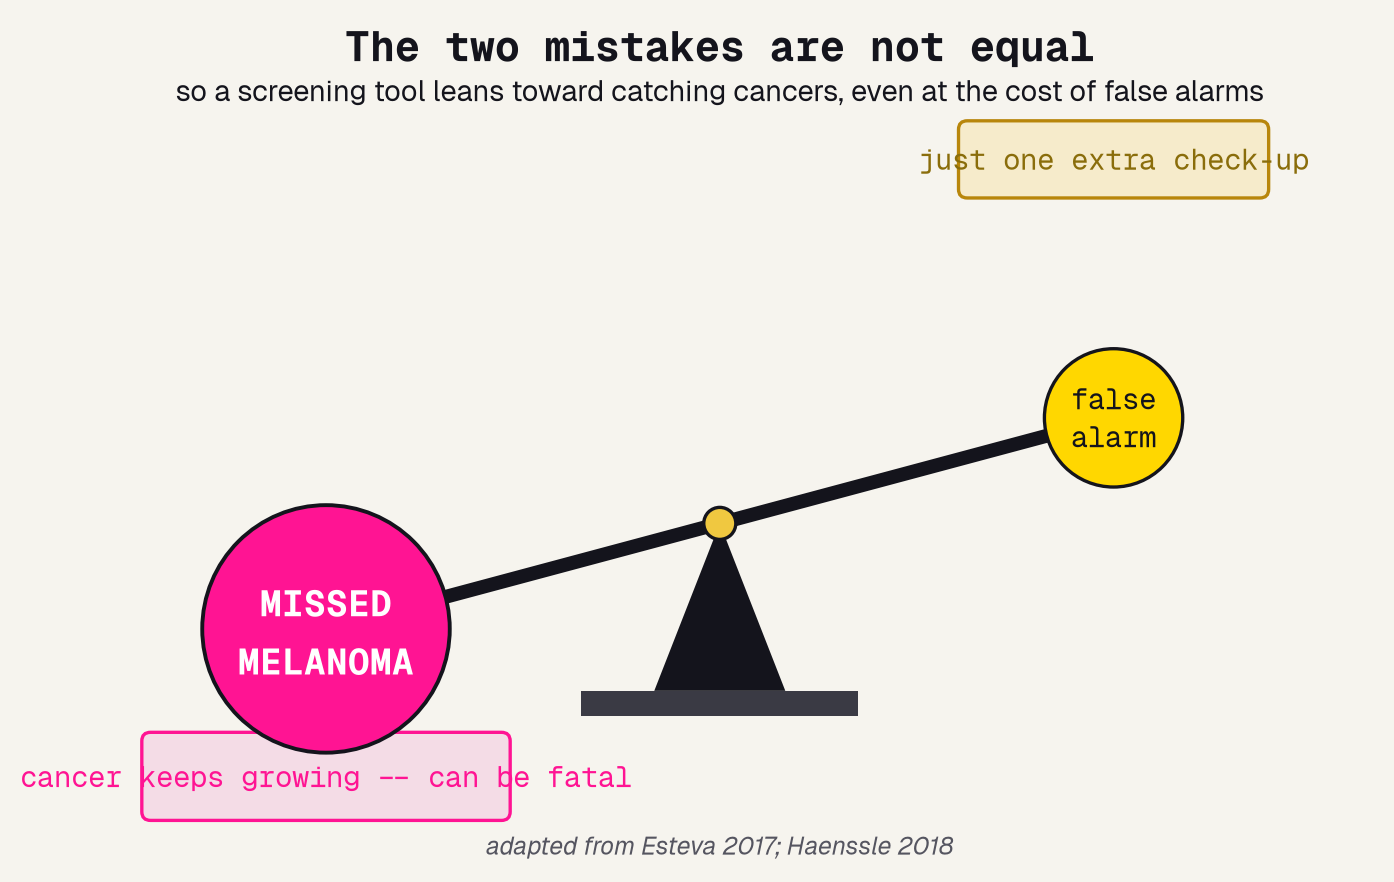 The two mistakes are not equal
so a screening tool leans toward catching cancers, even at the cost of false alarms
just one extra check-up
false
alarm
MISSED
MELANOMA
cancer keeps growing -- can be fatal
adapted from Esteva 2017; Haenssle 2018